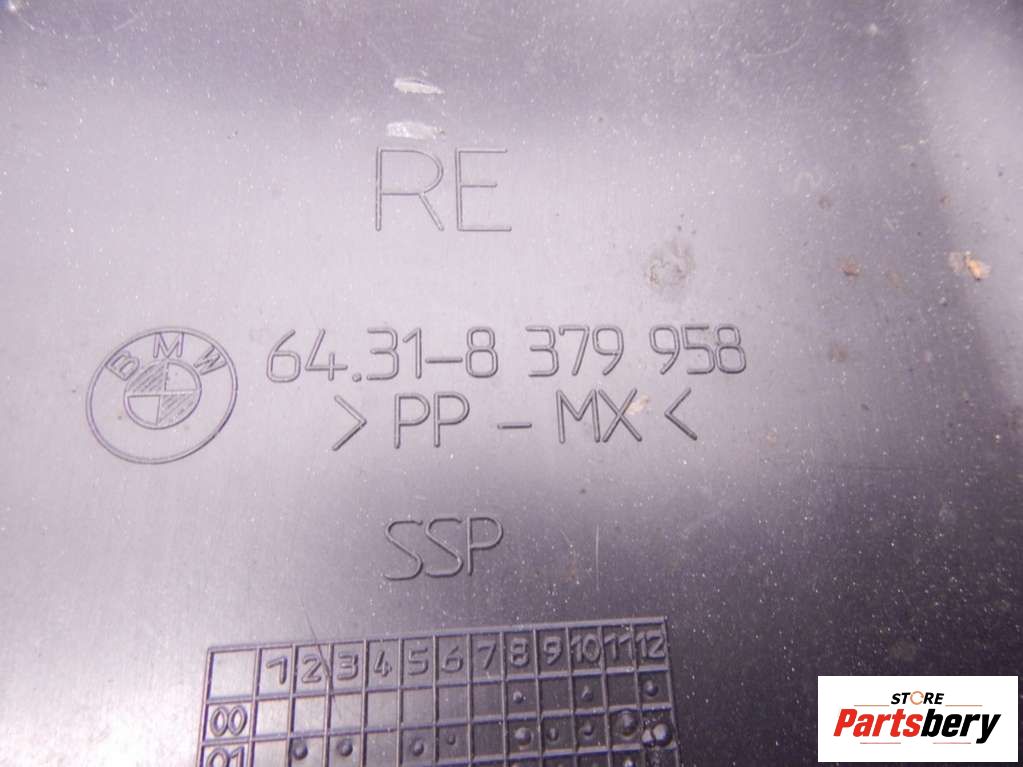 RE
BMW
64.31-8 379 958
>PP-MX<
SSP
1 2 3 4 5 6 7 8 9 10 11 12
00
01
STORE
Partsbery